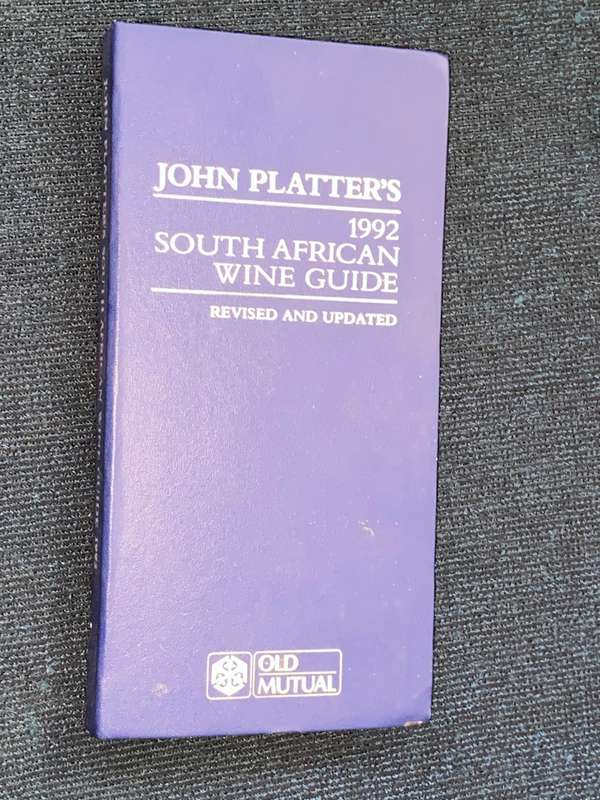 JOHN PLATTER'S
1992
SOUTH AFRICAN
WINE GUIDE
REVISED AND UPDATED
OLD
MUTUAL